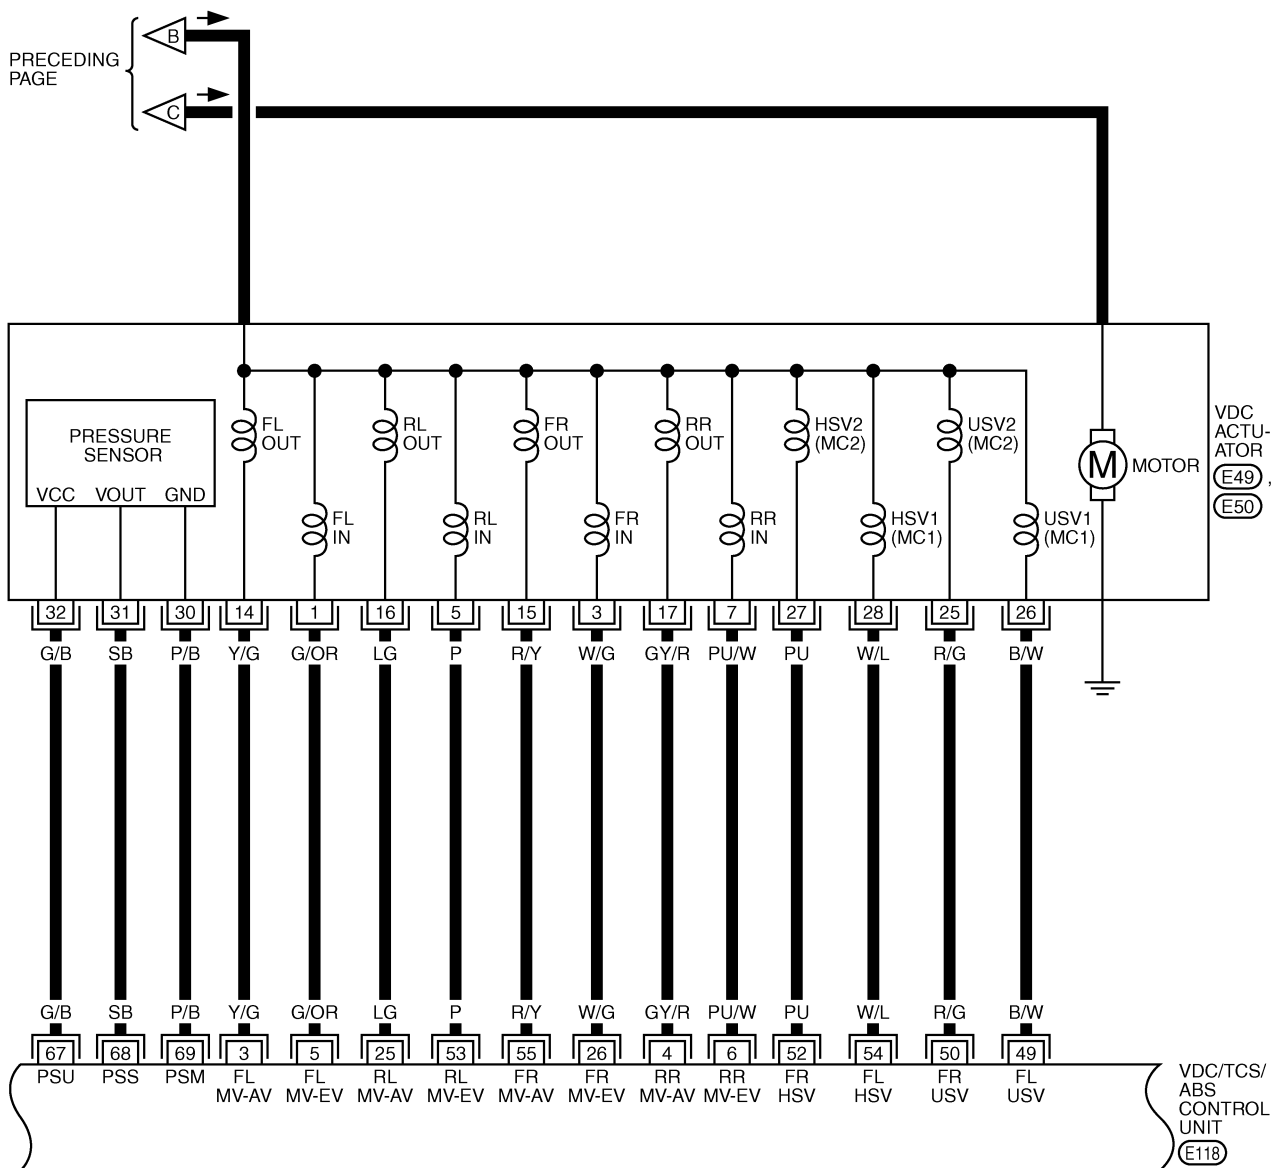 B
PRECEDING
PAGE
C
PRESSURE
SENSOR
VCC VOUT GND
FL
OUT
RL
OUT
FR
OUT
RR
OUT
HSV2
(MC2)
USV2
(MC2)
FL
IN
RL
IN
FR
IN
RR
IN
HSV1
(MC1)
USV1
(MC1)
M MOTOR
VDC
ACTU-
ATOR
E49 ,
E50
32 31 30 14 1 16 5 15 3 17 7 27 28 25 26
G/B SB P/B Y/G G/OR LG P R/Y W/G GY/R PU/W PU W/L R/G B/W
G/B SB P/B Y/G G/OR LG P R/Y W/G GY/R PU/W PU W/L R/G B/W
67 68 69 3 5 25 53 55 26 4 6 52 54 50 49
PSU PSS PSM FL FL RL RL FR FR RR RR FR FL FR FL
MV-AV MV-EV MV-AV MV-EV MV-AV MV-EV MV-AV MV-EV HSV HSV USV USV
VDC/TCS/
ABS
CONTROL
UNIT
E118